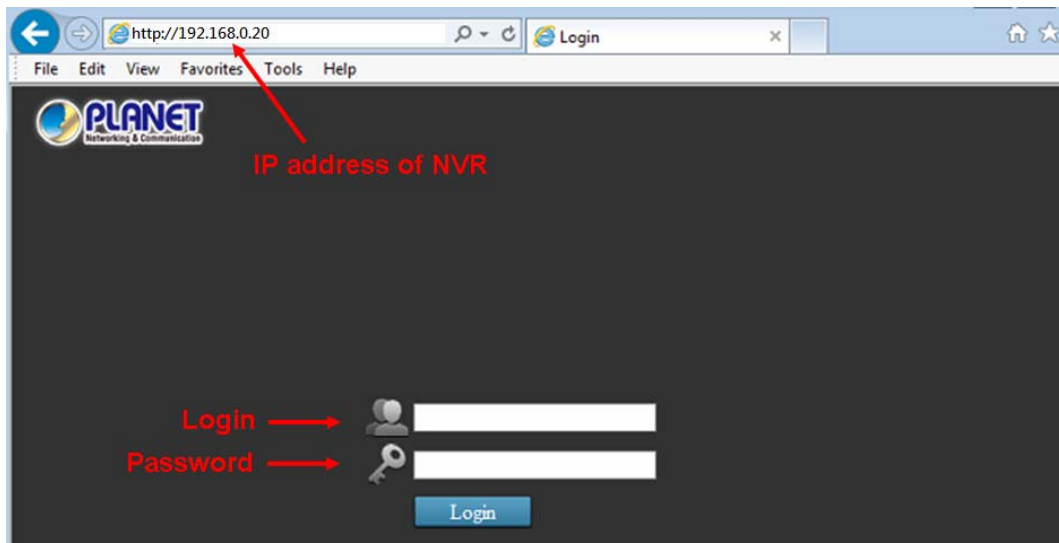 http://192.168.0.20
Login
File Edit View Favorites Tools Help
PLANET
Networking & Communication
IP address of NVR
Login
Password
Login